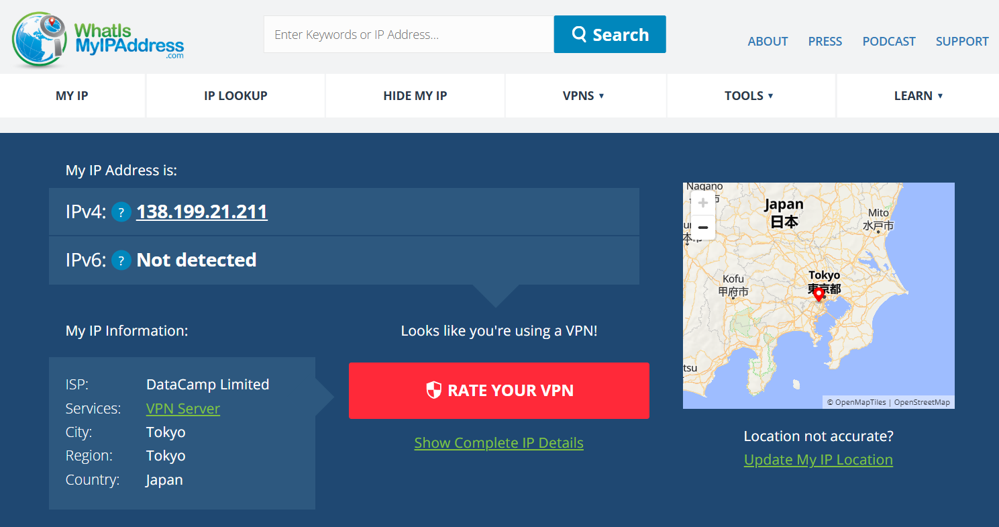 WhatIs
MyIPAddress
.com
Enter Keywords or IP Address...
Search
ABOUT PRESS PODCAST SUPPORT
MY IP IP LOOKUP HIDE MY IP VPNS ▼ TOOLS ▼ LEARN ▼
My IP Address is:
IPv4: ? 138.199.21.211
IPv6: ? Not detected
My IP Information:
ISP: DataCamp Limited
Services: VPN Server
City: Tokyo
Region: Tokyo
Country: Japan
Looks like you're using a VPN!
RATE YOUR VPN
Show Complete IP Details
Nagano
+
−
Japan
日本
Mito
水戸市
Kofu
甲府市
Tokyo
東京都
tsu
© OpenMapTiles | OpenStreetMap
Location not accurate?
Update My IP Location